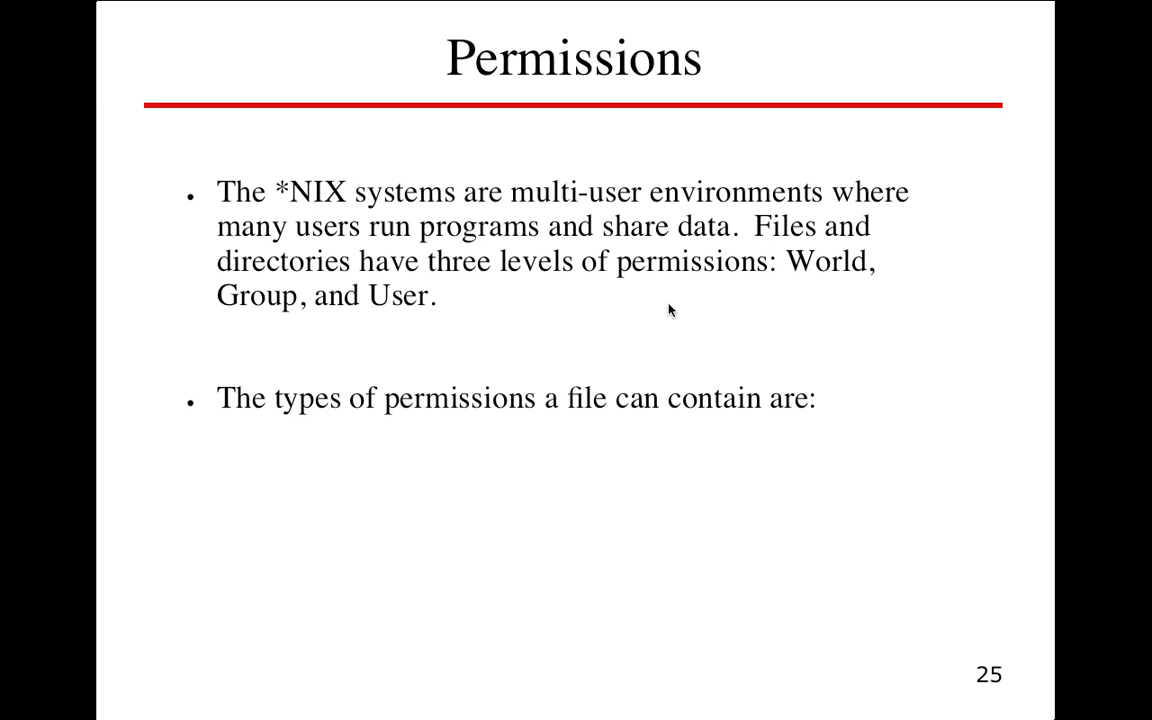 Permissions
• The *NIX systems are multi-user environments where
many users run programs and share data.  Files and
directories have three levels of permissions: World,
Group, and User.
• The types of permissions a file can contain are:
25